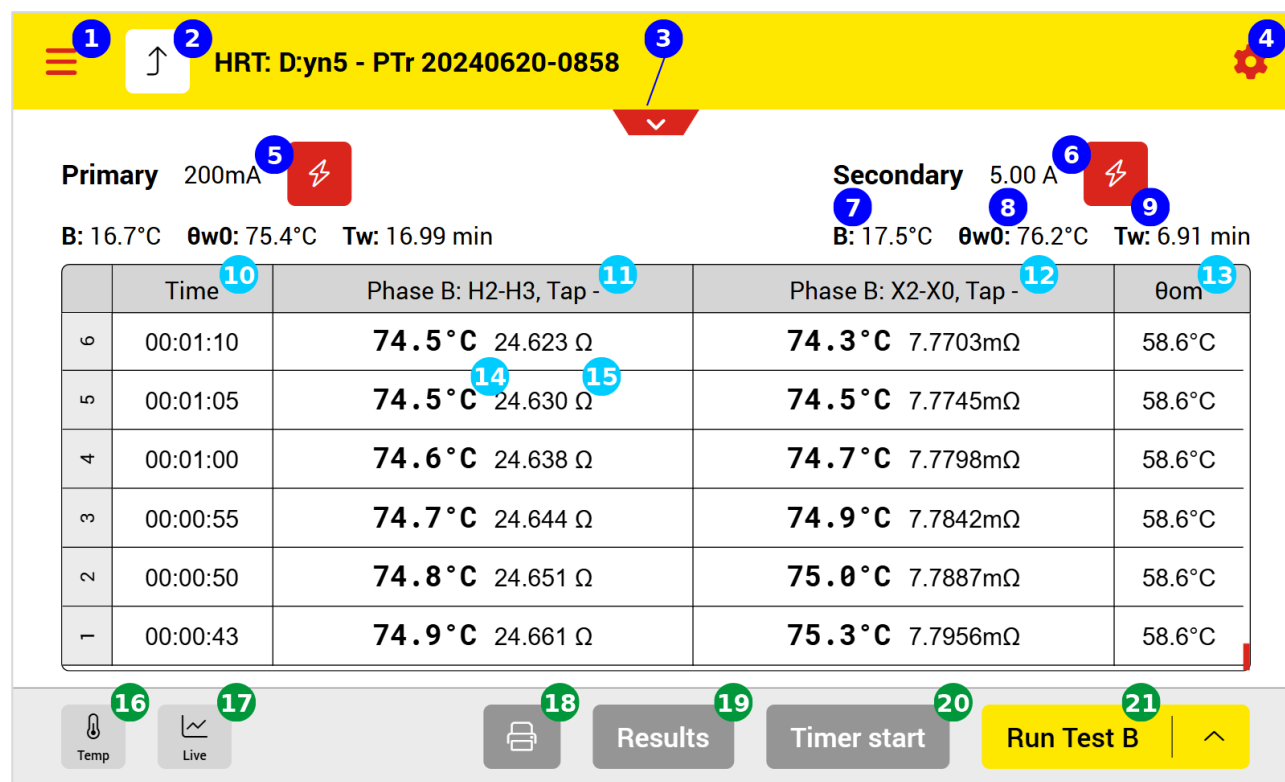 1 2 3 4
HRT: D:yn5 - PTr 20240620-0858
5 6
Primary 200mA Secondary 5.00 A
7 8 9
B: 16.7°C θw0: 75.4°C Tw: 16.99 min B: 17.5°C θw0: 76.2°C Tw: 6.91 min
10 11 12 13
Time Phase B: H2-H3, Tap - Phase B: X2-X0, Tap - θom
6 00:01:10 74.5°C 24.623 Ω 74.3°C 7.7703mΩ 58.6°C
14 15
5 00:01:05 74.5°C 24.630 Ω 74.5°C 7.7745mΩ 58.6°C
4 00:01:00 74.6°C 24.638 Ω 74.7°C 7.7798mΩ 58.6°C
3 00:00:55 74.7°C 24.644 Ω 74.9°C 7.7842mΩ 58.6°C
2 00:00:50 74.8°C 24.651 Ω 75.0°C 7.7887mΩ 58.6°C
1 00:00:43 74.9°C 24.661 Ω 75.3°C 7.7956mΩ 58.6°C
16 17 18 19 20 21
Results Timer start Run Test B
Temp Live